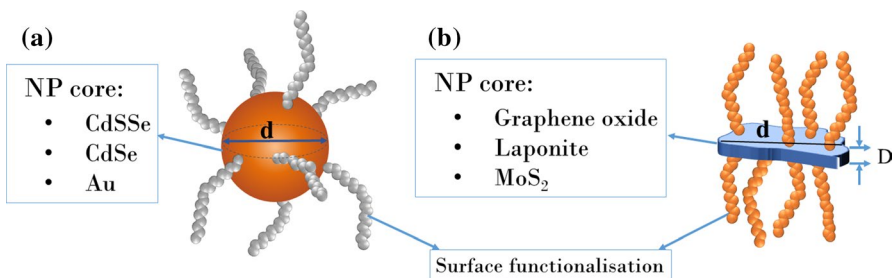 (a)
NP core:
• CdSSe
• CdSe
• Au
d
(b)
NP core:
• Graphene oxide
• Laponite
• MoS₂
d
D
Surface functionalisation